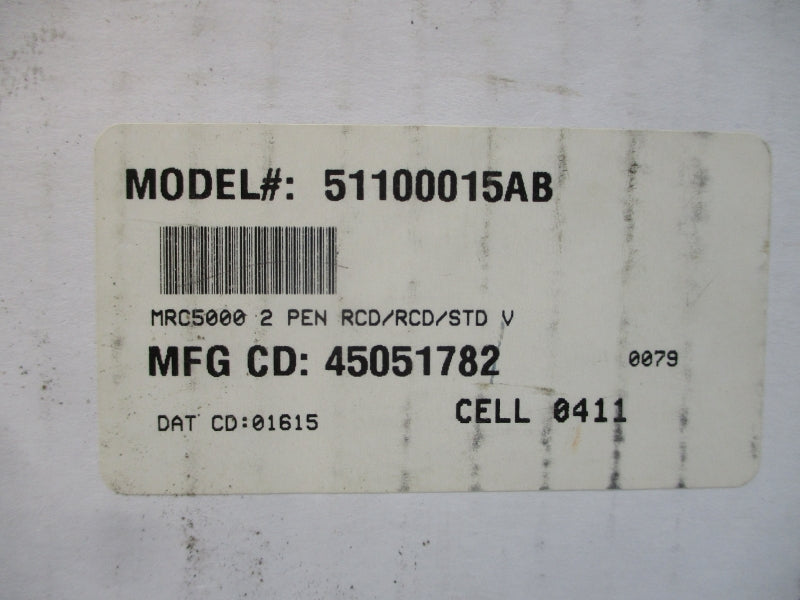 MODEL#: 51100015AB
MRC5000 2 PEN RCD/RCD/STD V
MFG CD: 45051782 0079
DAT CD:01615 CELL 0411